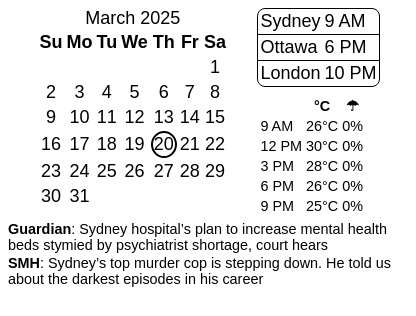 March 2025
Su Mo Tu We Th Fr Sa
1
2 3 4 5 6 7 8
9 10 11 12 13 14 15
16 17 18 19 20 21 22
23 24 25 26 27 28 29
30 31
Sydney 9 AM
Ottawa 6 PM
London 10 PM
°C ☂
9 AM 26°C 0%
12 PM 30°C 0%
3 PM 28°C 0%
6 PM 26°C 0%
9 PM 25°C 0%
Guardian: Sydney hospital’s plan to increase mental health
beds stymied by psychiatrist shortage, court hears
SMH: Sydney’s top murder cop is stepping down. He told us
about the darkest episodes in his career